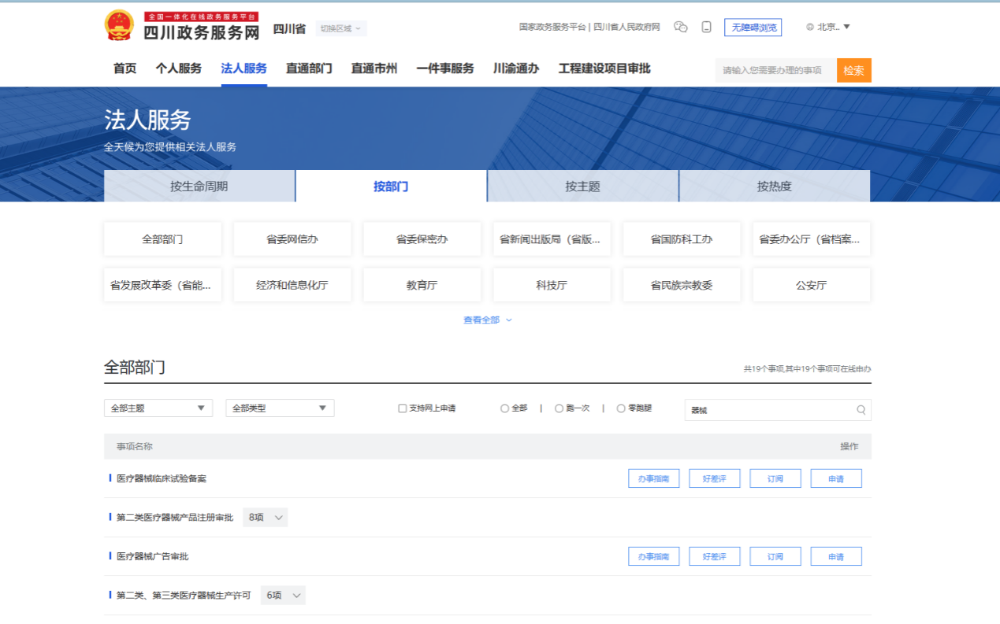 全国一体化在线政务服务平台
四川政务服务网 四川省 切换区域
国家政务服务平台 | 四川省人民政府网 无障碍浏览 北京..
首页 个人服务 法人服务 直通部门 直通市州 一件事服务 川渝通办 工程建设项目审批 请输入您需要办理的事项 检索
法人服务
全天候为您提供相关法人服务
按生命周期 按部门 按主题 按热度
全部部门 省委网信办 省委保密办 省新闻出版局（省版... 省国防科工办 省委办公厅（省档案...
省发展改革委（省能... 经济和信息化厅 教育厅 科技厅 省民族宗教委 公安厅
查看全部
全部部门 共19个事项,其中19个事项可在线申办
全部主题 全部类型 支持网上申请 全部 | 跑一次 | 零跑腿 器械
事项名称 操作
医疗器械临床试验备案 办事指南 好差评 订阅 申请
第二类医疗器械产品注册审批 8项
医疗器械广告审批 办事指南 好差评 订阅 申请
第二类、第三类医疗器械生产许可 6项